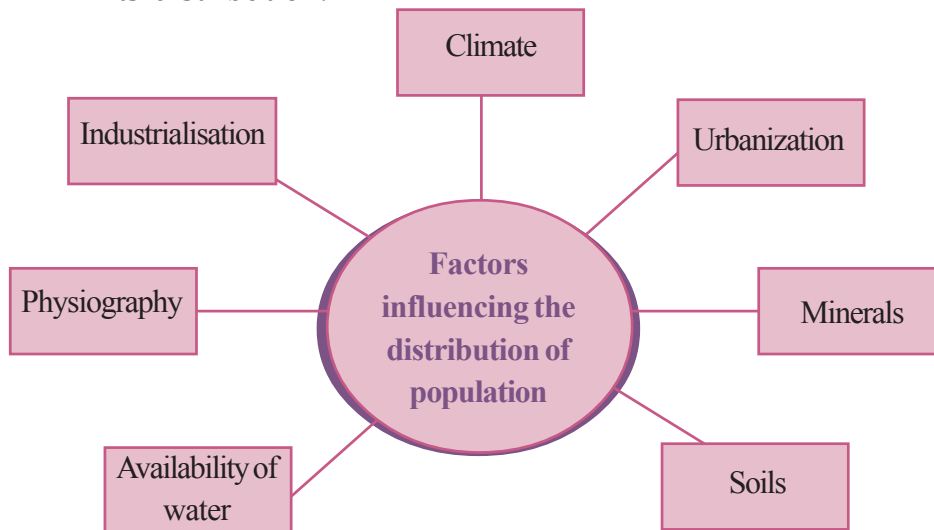 Climate
Industrialisation
Urbanization
Factors
influencing the
distribution of
population
Physiography
Minerals
Availability of
water
Soils